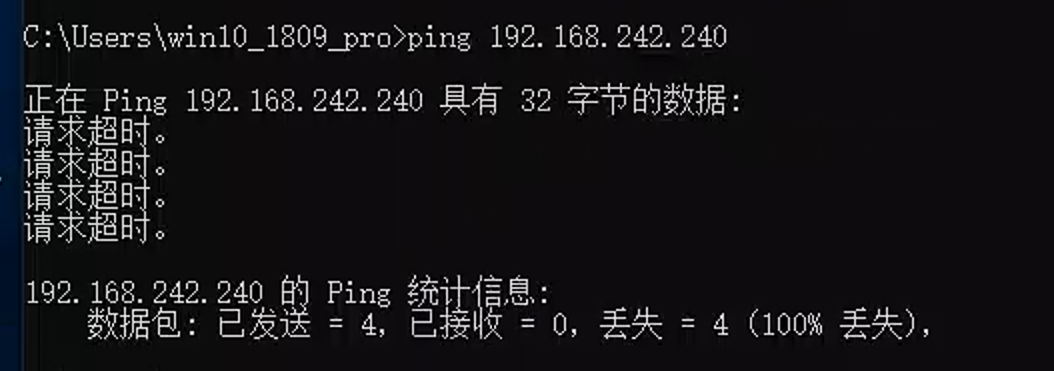 C:\Users\win10_1809_pro>ping 192.168.242.240
正在 Ping 192.168.242.240 具有 32 字节的数据:
请求超时。
请求超时。
请求超时。
请求超时。
192.168.242.240 的 Ping 统计信息:
数据包: 已发送 = 4, 已接收 = 0, 丢失 = 4 (100% 丢失),